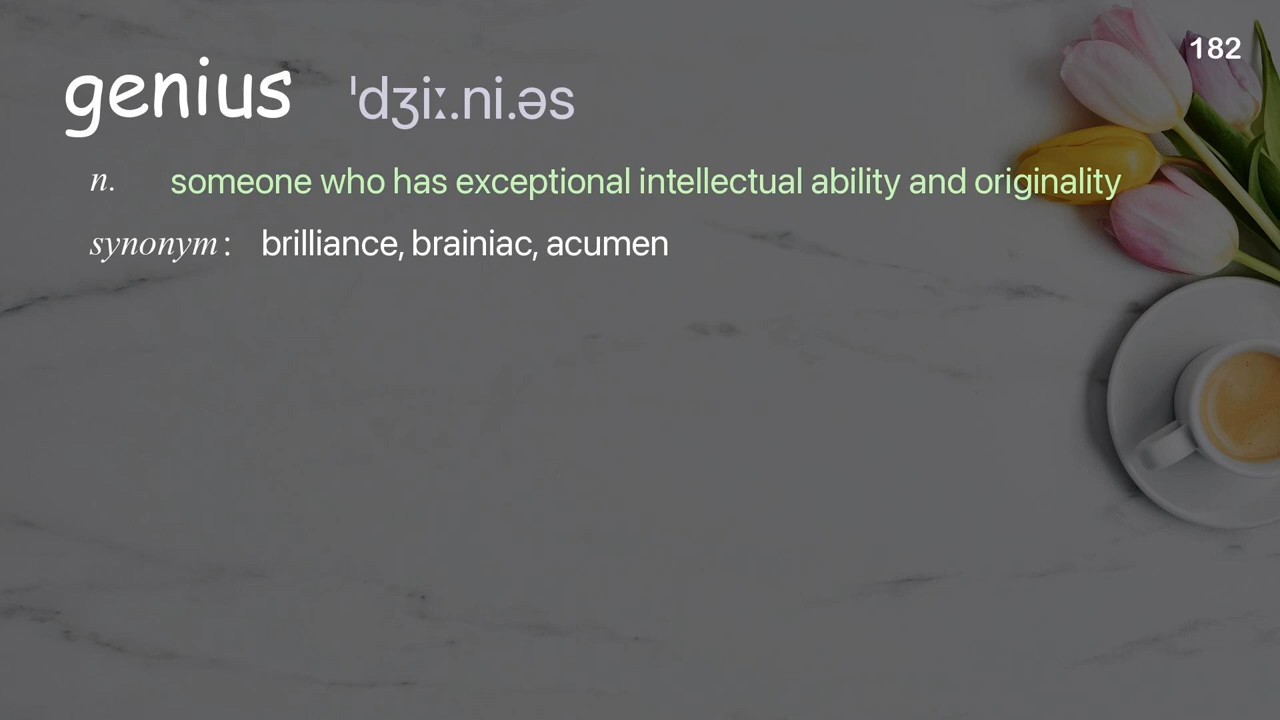 182
genius ˈdʒiː.ni.əs
n. someone who has exceptional intellectual ability and originality
synonym: brilliance, brainiac, acumen